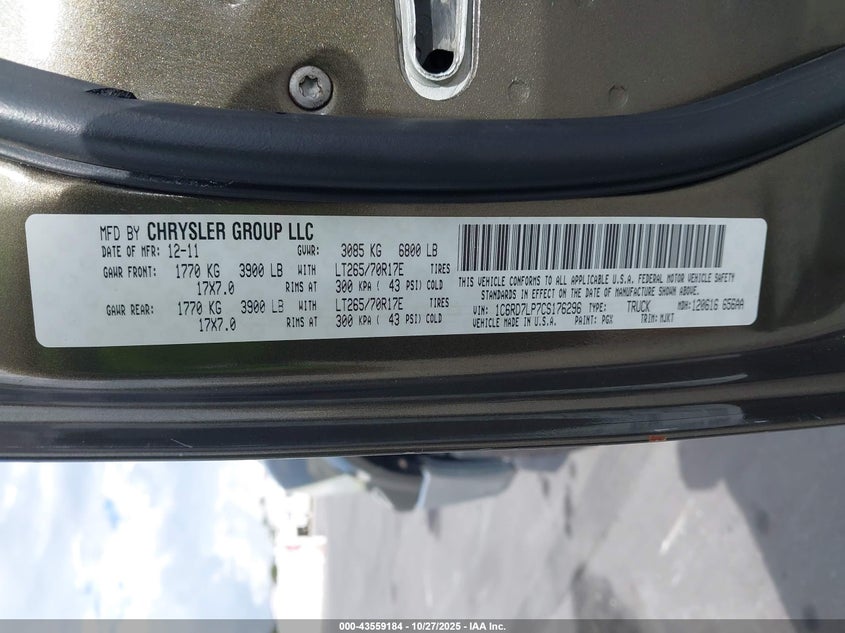 MFD BY CHRYSLER GROUP LLC
DATE OF MFR: 12-11 GVWR: 3085 KG 6800 LB
GAWR FRONT: 1770 KG 3900 LB WITH LT265/70R17E TIRES
17X7.0 RIMS AT 300 KPA ( 43 PSI) COLD
GAWR REAR: 1770 KG 3900 LB WITH LT265/70R17E TIRES
17X7.0 RIMS AT 300 KPA ( 43 PSI) COLD
THIS VEHICLE CONFORMS TO ALL APPLICABLE U.S.A. FEDERAL MOTOR VEHICLE SAFETY
STANDARDS IN EFFECT ON THE DATE OF MANUFACTURE SHOWN ABOVE.
VIN: 1C6RD7LP7CS176296 TYPE: TRUCK MDH: 120616 656AA
VEHICLE MADE IN U.S.A. PAINT: PGX TRIM: MJKT
000-43559184 | 10/27/2025 | IAA Inc.